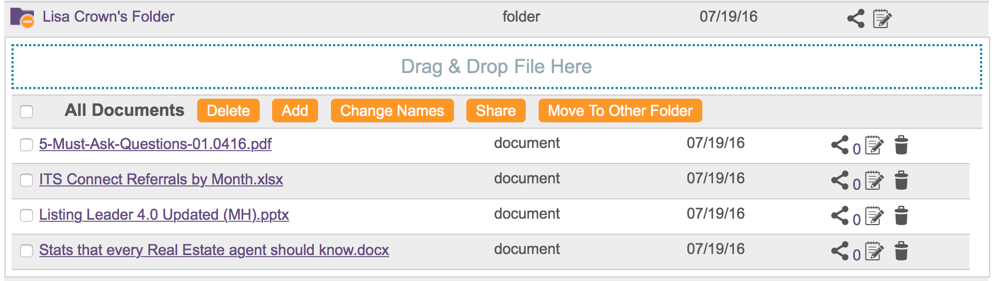 Lisa Crown's Folder folder 07/19/16
Drag & Drop File Here
All Documents Delete Add Change Names Share Move To Other Folder
5-Must-Ask-Questions-01.0416.pdf document 07/19/16 0
ITS Connect Referrals by Month.xlsx document 07/19/16 0
Listing Leader 4.0 Updated (MH).pptx document 07/19/16 0
Stats that every Real Estate agent should know.docx document 07/19/16 0